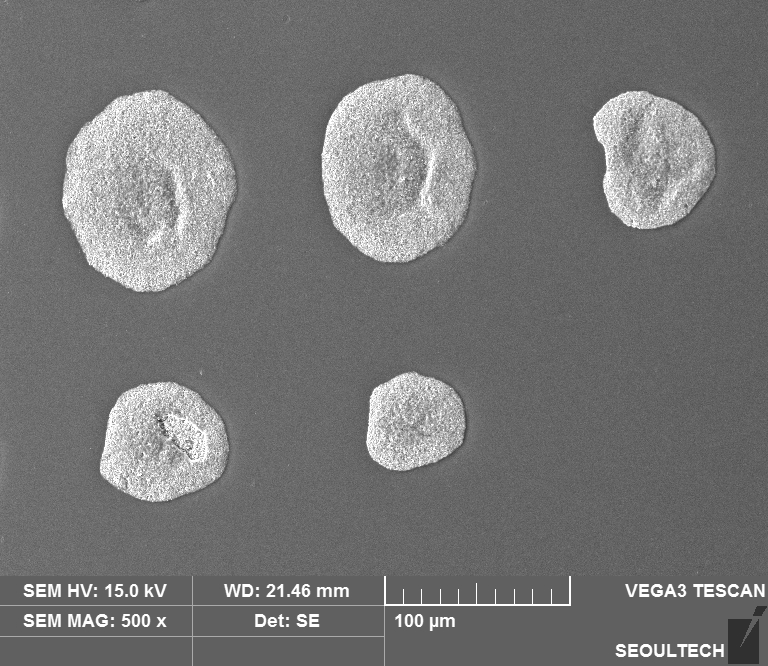 SEM HV: 15.0 kV WD: 21.46 mm VEGA3 TESCAN
SEM MAG: 500 x Det: SE 100 µm
SEOULTECH